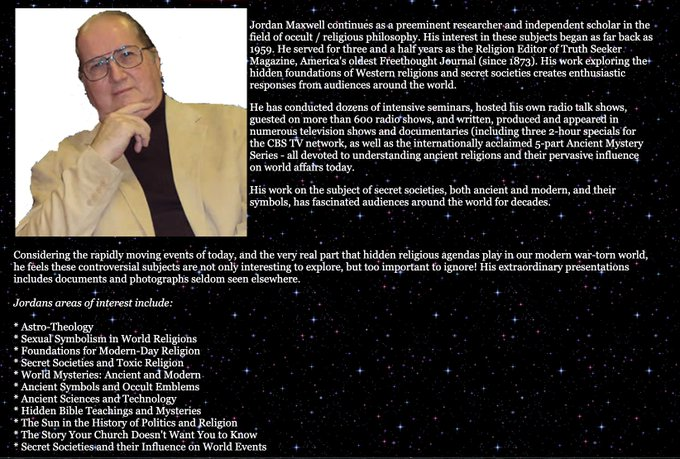 Jordan Maxwell continues as a preeminent researcher and independent scholar in the
field of occult / religious philosophy. His interest in these subjects began as far back as
1959. He served for three and a half years as the Religion Editor of Truth Seeker
Magazine, America's oldest Freethought Journal (since 1873). His work exploring the
hidden foundations of Western religions and secret societies creates enthusiastic
responses from audiences around the world.
He has conducted dozens of intensive seminars, hosted his own radio talk shows,
guested on more than 600 radio shows, and written, produced and appeared in
numerous television shows and documentaries (including three 2-hour specials for
the CBS TV network, as well as the internationally acclaimed 5-part Ancient Mystery
Series - all devoted to understanding ancient religions and their pervasive influence
on world affairs today.
His work on the subject of secret societies, both ancient and modern, and their
symbols, has fascinated audiences around the world for decades.
Considering the rapidly moving events of today, and the very real part that hidden religious agendas play in our modern war-torn world,
he feels these controversial subjects are not only interesting to explore, but too important to ignore! His extraordinary presentations
includes documents and photographs seldom seen elsewhere.
Jordans areas of interest include:
* Astro-Theology
* Sexual Symbolism in World Religions
* Foundations for Modern-Day Religion
* Secret Societies and Toxic Religion
* World Mysteries: Ancient and Modern
* Ancient Symbols and Occult Emblems
* Ancient Sciences and Technology
* Hidden Bible Teachings and Mysteries
* The Sun in the History of Politics and Religion
* The Story Your Church Doesn't Want You to Know
* Secret Societies and their Influence on World Events